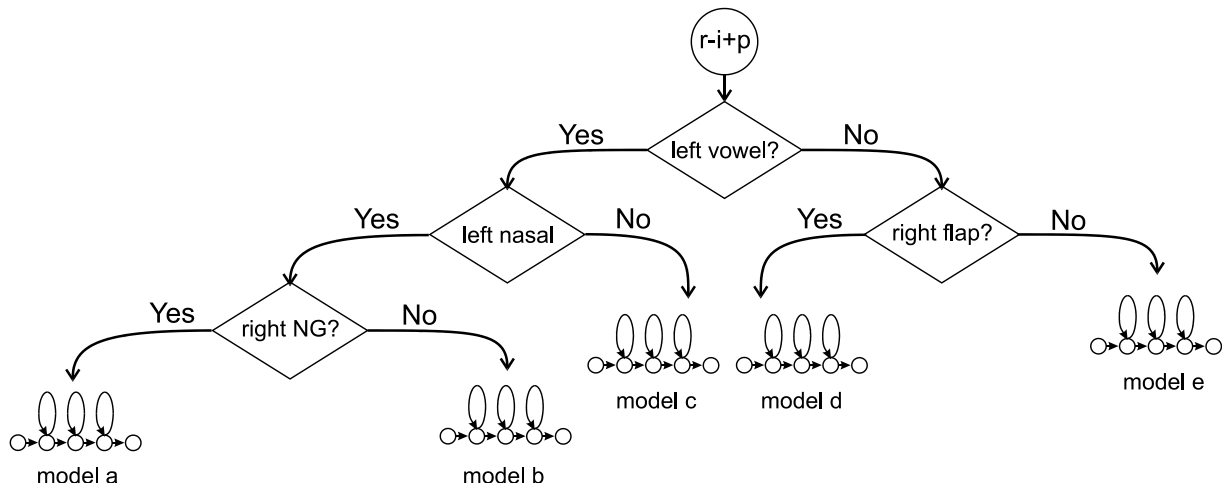 r-i+p
Yes
left vowel?
No
Yes
left nasal
No
Yes
right flap?
No
Yes
right NG?
No
model c
model d
model e
model a
model b